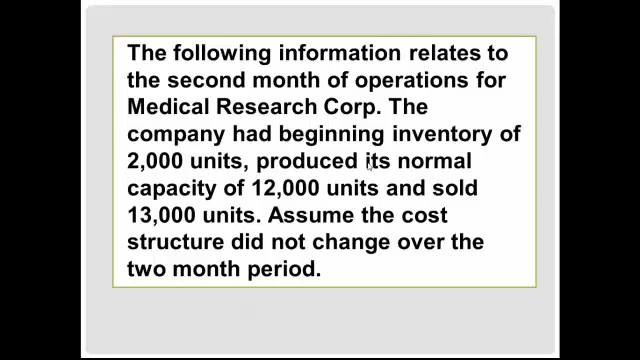 The following information relates to
the second month of operations for
Medical Research Corp. The
company had beginning inventory of
2,000 units, produced its normal
capacity of 12,000 units and sold
13,000 units. Assume the cost
structure did not change over the
two month period.